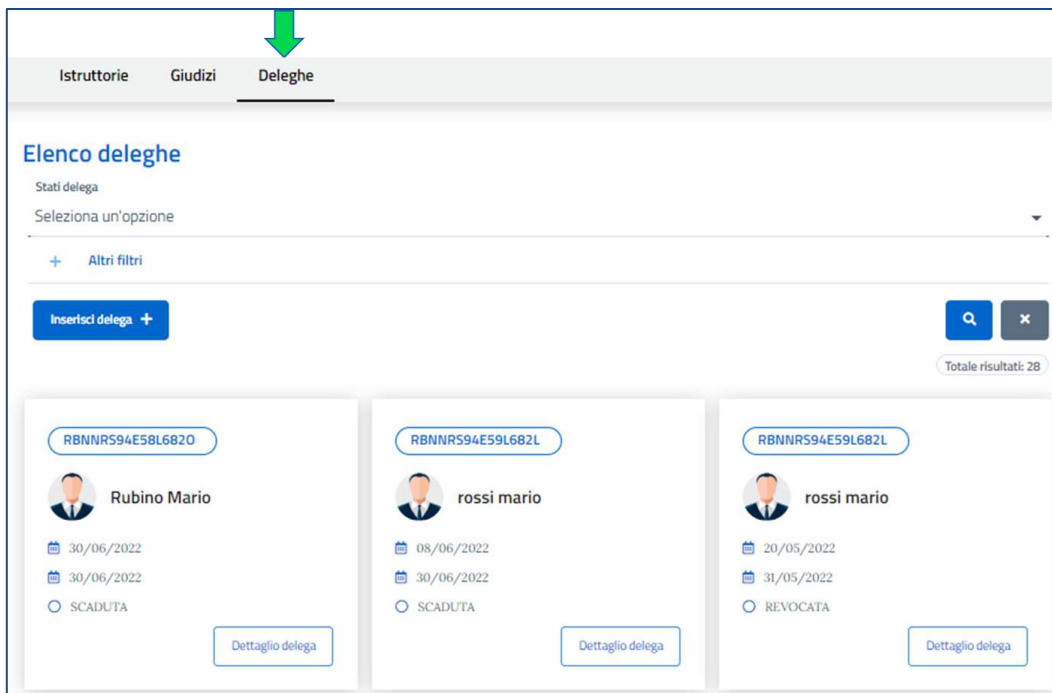 Istruttorie Giudizi Deleghe
Elenco deleghe
Stati delega
Seleziona un'opzione
+ Altri filtri
Inserisci delega +
Totale risultati: 28
RBNNRS94E58L682O
Rubino Mario
30/06/2022
30/06/2022
SCADUTA
Dettaglio delega
RBNNRS94E59L682L
rossi mario
08/06/2022
30/06/2022
SCADUTA
Dettaglio delega
RBNNRS94E59L682L
rossi mario
20/05/2022
31/05/2022
REVOCATA
Dettaglio delega